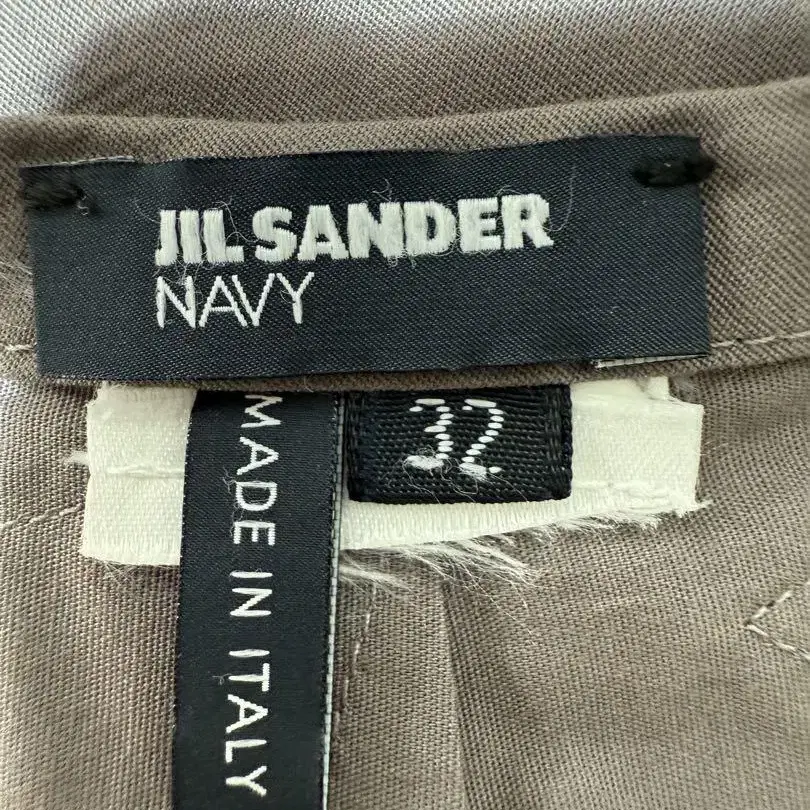 JIL SANDER
NAVY
32
MADE IN ITALY